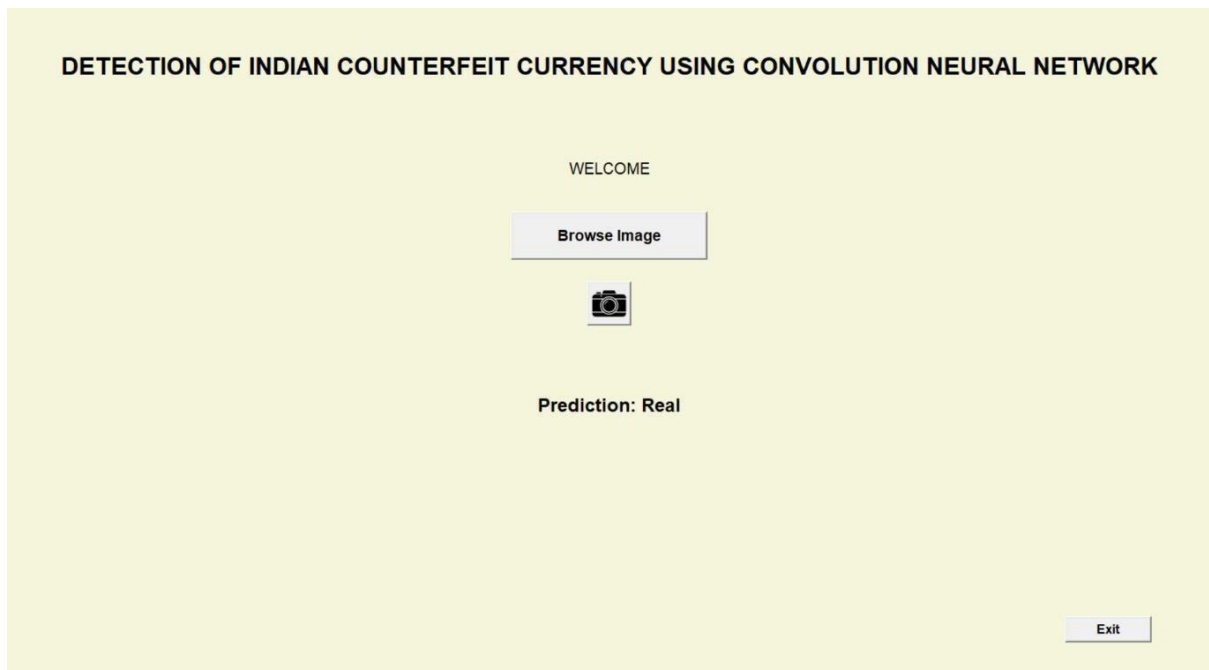 DETECTION OF INDIAN COUNTERFEIT CURRENCY USING CONVOLUTION NEURAL NETWORK
WELCOME
Browse Image
Prediction: Real
Exit